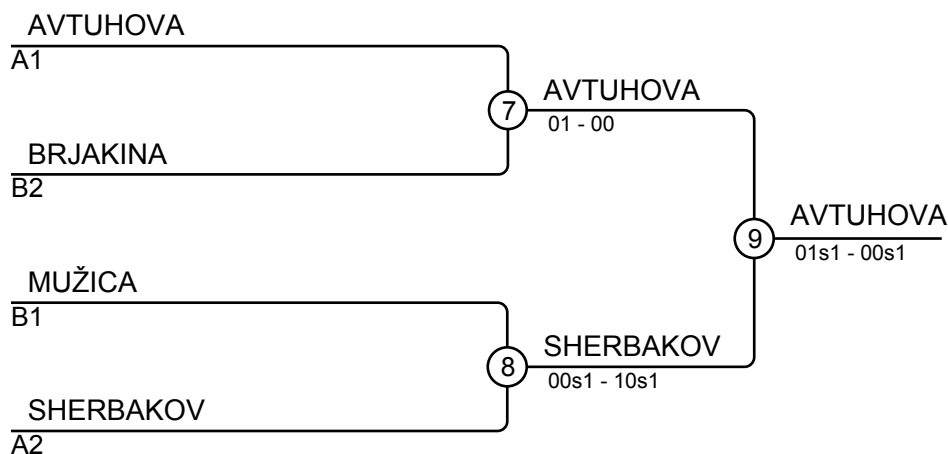 AVTUHOVA
A1
7
AVTUHOVA
01 - 00
BRJAKINA
B2
9
AVTUHOVA
01s1 - 00s1
MUŽICA
B1
8
SHERBAKOV
00s1 - 10s1
SHERBAKOV
A2